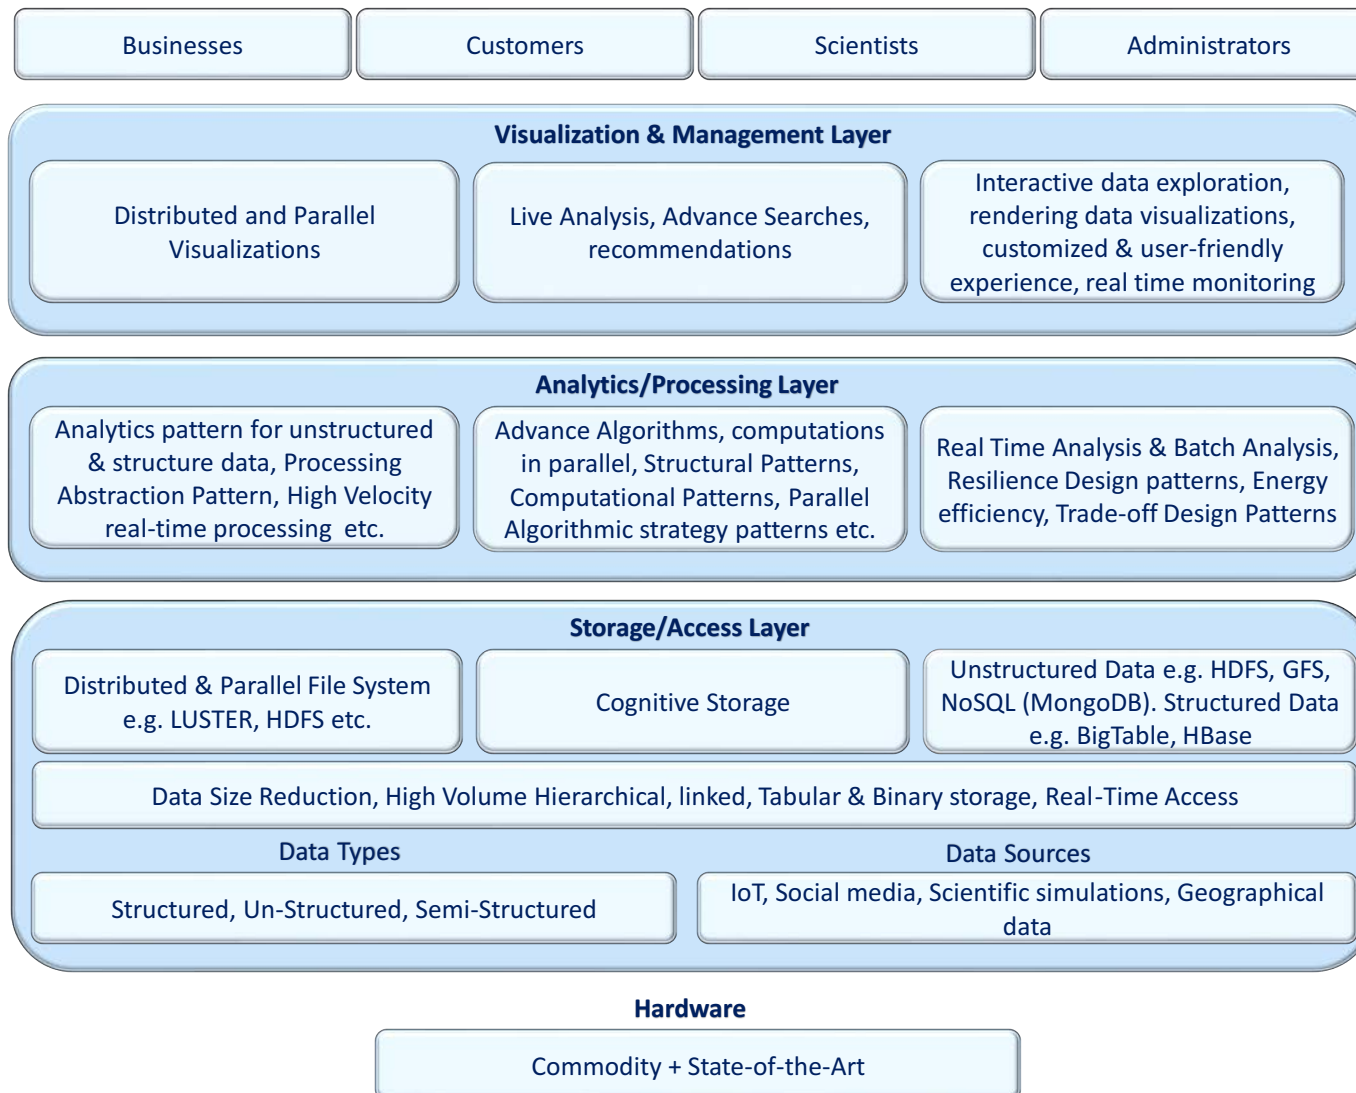 Businesses
Customers
Scientists
Administrators
Visualization & Management Layer
Distributed and Parallel
Visualizations
Live Analysis, Advance Searches,
recommendations
Interactive data exploration,
rendering data visualizations,
customized & user-friendly
experience, real time monitoring
Analytics/Processing Layer
Analytics pattern for unstructured
& structure data, Processing
Abstraction Pattern, High Velocity
real-time processing etc.
Advance Algorithms, computations
in parallel, Structural Patterns,
Computational Patterns, Parallel
Algorithmic strategy patterns etc.
Real Time Analysis & Batch Analysis,
Resilience Design patterns, Energy
efficiency, Trade-off Design Patterns
Storage/Access Layer
Distributed & Parallel File System
e.g. LUSTER, HDFS etc.
Cognitive Storage
Unstructured Data e.g. HDFS, GFS,
NoSQL (MongoDB). Structured Data
e.g. BigTable, HBase
Data Size Reduction, High Volume Hierarchical, linked, Tabular & Binary storage, Real-Time Access
Data Types
Structured, Un-Structured, Semi-Structured
Data Sources
IoT, Social media, Scientific simulations, Geographical
data
Hardware
Commodity + State-of-the-Art